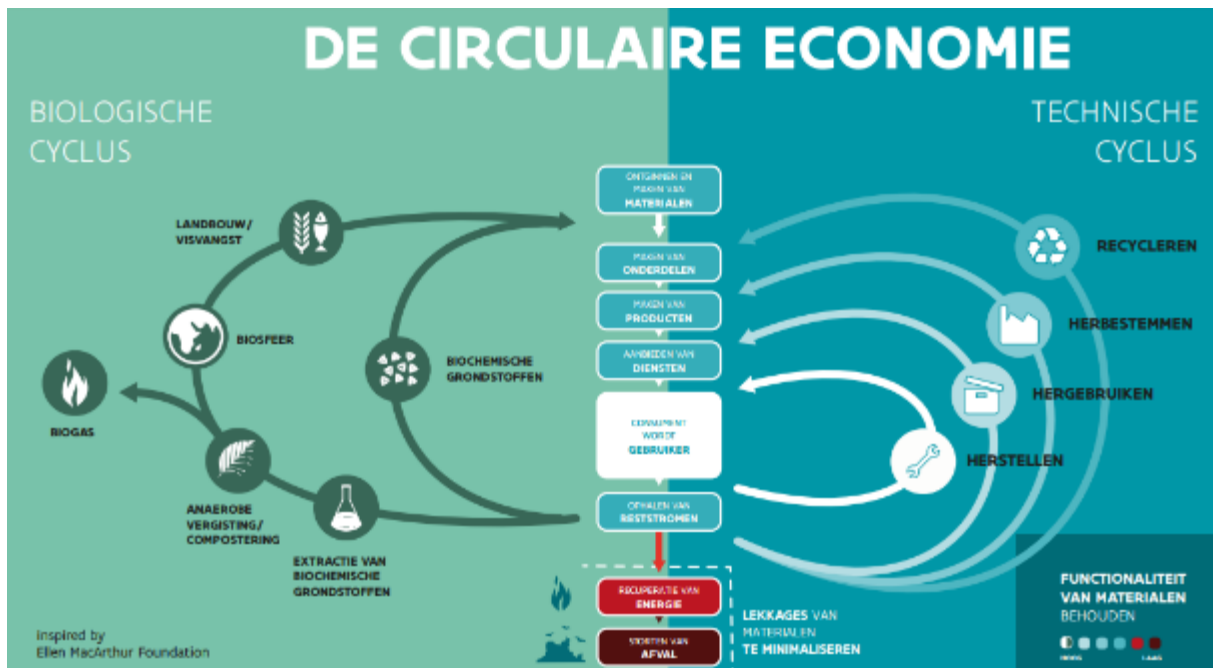 DE CIRCULAIRE ECONOMIE
BIOLOGISCHE
CYCLUS
TECHNISCHE
CYCLUS
ONTGINNEN EN
MAKEN VAN
MATERIALEN
MAKEN VAN
ONDERDELEN
MAKEN VAN
PRODUCTEN
AANBIEDEN VAN
DIENSTEN
CONSUMENT
WORDT
GEBRUIKER
OPHALEN VAN
RESTSTROMEN
RECUPERATIE VAN
ENERGIE
STORTEN VAN
AFVAL
LANDBOUW/
VISVANGST
BIOSFEER
BIOCHEMISCHE
GRONDSTOFFEN
BIOGAS
ANAEROBE
VERGISTING/
COMPOSTERING
EXTRACTIE VAN
BIOCHEMISCHE
GRONDSTOFFEN
RECYCLEREN
HERBESTEMMEN
HERGEBRUIKEN
HERSTELLEN
LEKKAGES VAN
MATERIALEN
TE MINIMALISEREN
FUNCTIONALITEIT
VAN MATERIALEN
BEHOUDEN
HOOG LAAG
inspired by
Ellen MacArthur Foundation